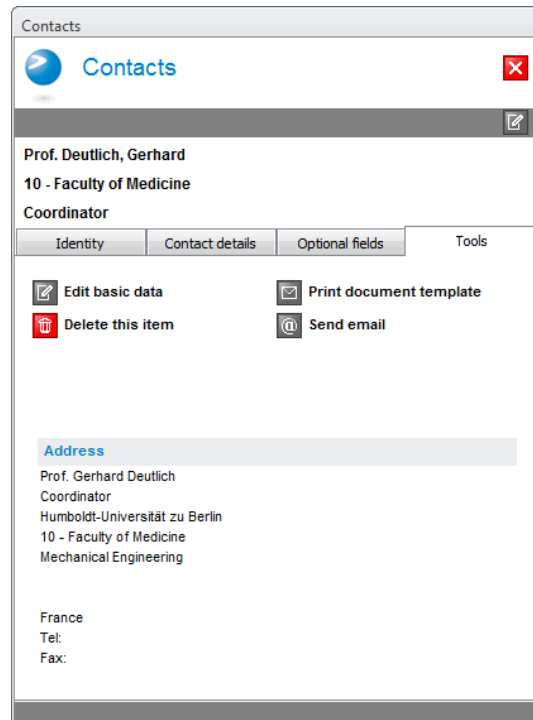 Contacts
Contacts
Prof. Deutlich, Gerhard
10 - Faculty of Medicine
Coordinator
Identity Contact details Optional fields Tools
Edit basic data Print document template
Delete this item Send email
Address
Prof. Gerhard Deutlich
Coordinator
Humboldt-Universität zu Berlin
10 - Faculty of Medicine
Mechanical Engineering
France
Tel:
Fax: